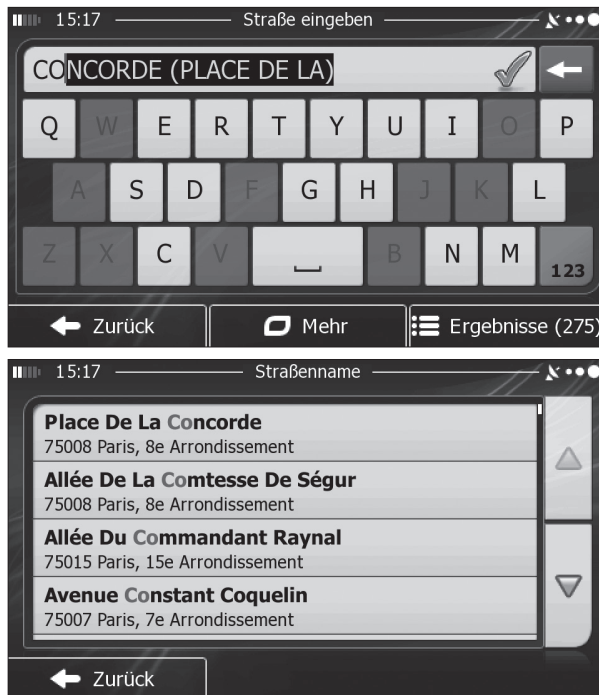 15:17 Straße eingeben
CONCORDE (PLACE DE LA)
Q W E R T Y U I O P
A S D F G H J K L
Z X C V B N M 123
Zurück Mehr Ergebnisse (275)
15:17 Straßenname
Place De La Concorde
75008 Paris, 8e Arrondissement
Allée De La Comtesse De Ségur
75008 Paris, 8e Arrondissement
Allée Du Commandant Raynal
75015 Paris, 15e Arrondissement
Avenue Constant Coquelin
75007 Paris, 7e Arrondissement
Zurück